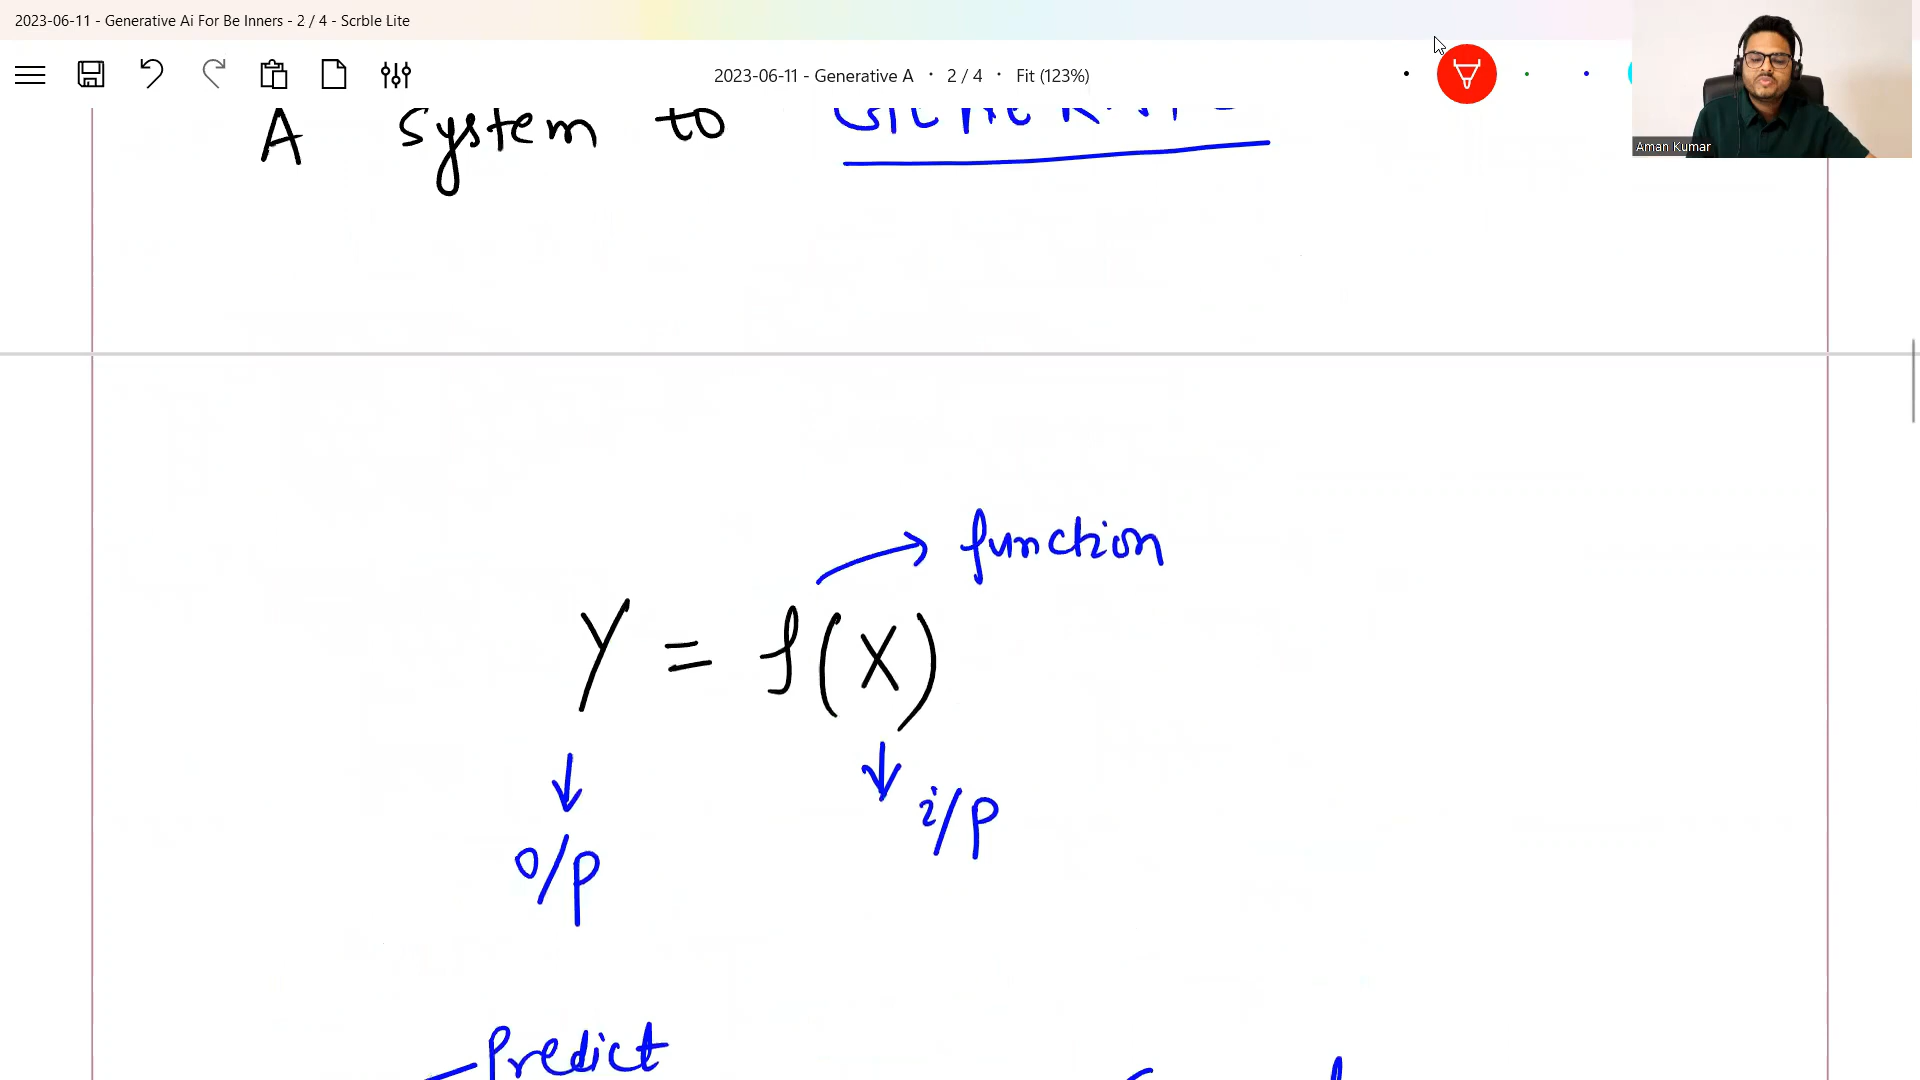 2023-06-11 - Generative Ai For Be Inners - 2 / 4 - Scrble Lite
2023-06-11 - Generative A • 2 / 4 • Fit (123%)
Aman Kumar
A system to
function
Y = f(X)
i/p
o/p
Predict